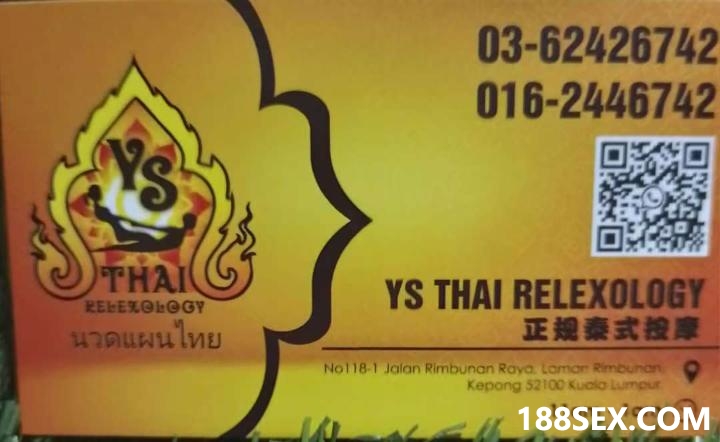 03-62426742
016-2446742
YS
THAI
RELEXOLOGY
นวดแผนไทย
YS THAI RELEXOLOGY
正规泰式按摩
No118-1 Jalan Rimbunan Raya, Laman Rimbunan,
Kepong 52100 Kuala Lumpur.
188SEX.COM